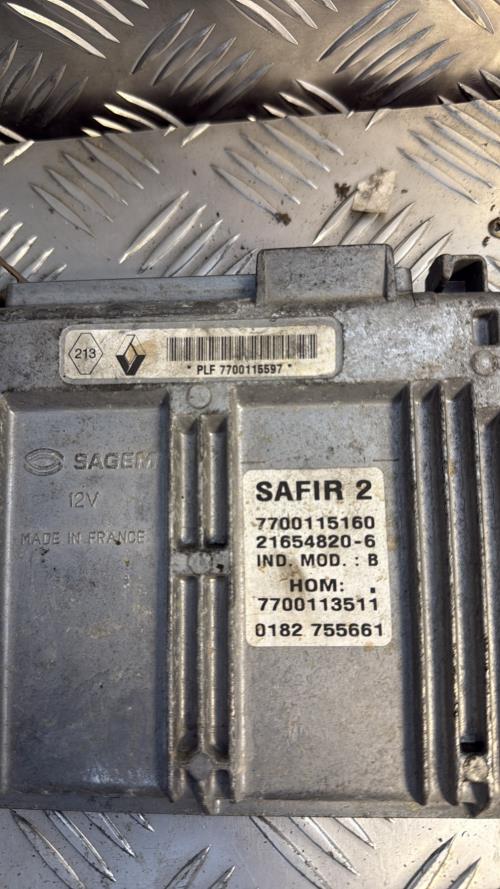 213
* PLF 7700115597 *
SAGEM
12V
MADE IN FRANCE
SAFIR 2
7700115160
21654820-6
IND. MOD. : B
HOM: .
7700113511
0182 755661